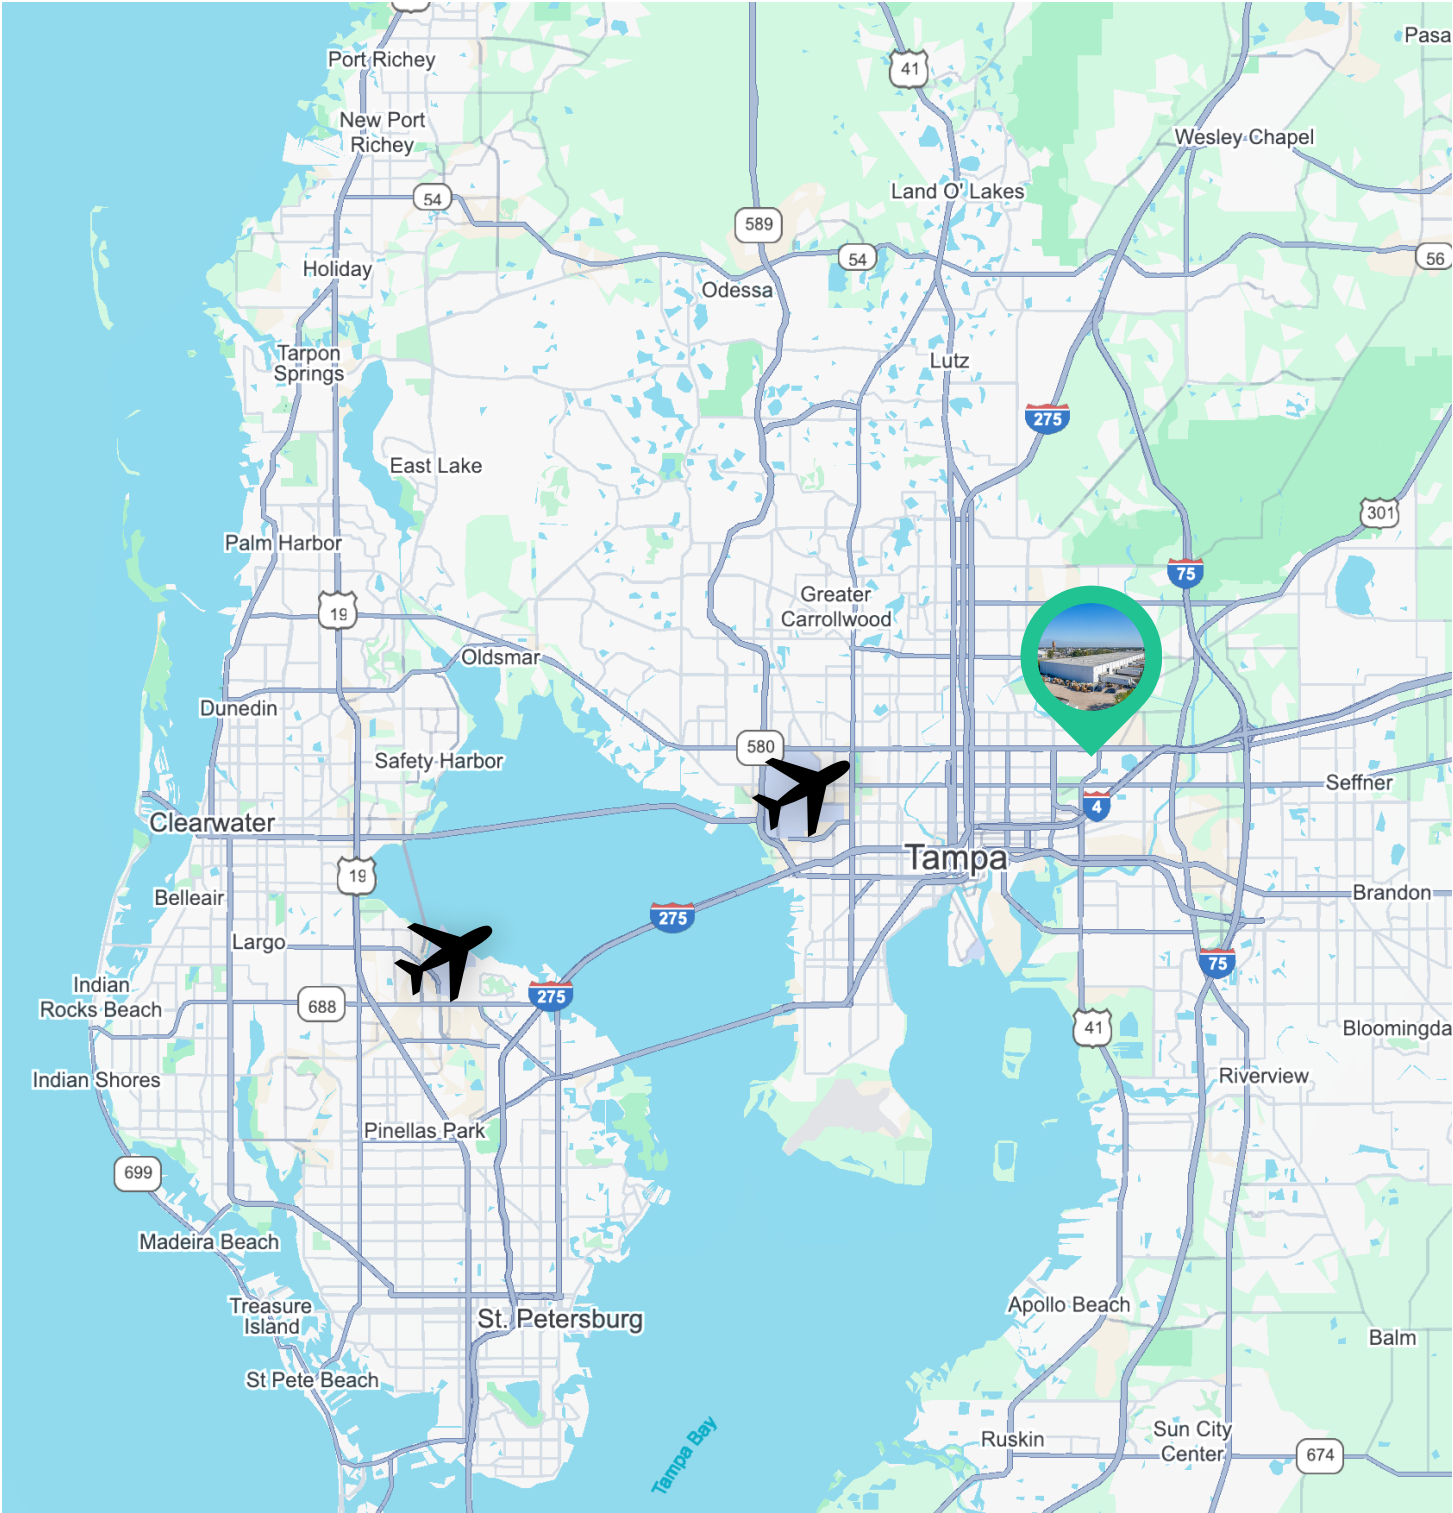 Port Richey
41
Pasa
New Port
Richey
Wesley Chapel
54
Land O' Lakes
589
54
56
Holiday
Odessa
Tarpon
Springs
Lutz
275
East Lake
301
Palm Harbor
75
19
Greater
Carrollwood
Oldsmar
Dunedin
580
Safety Harbor
Seffner
4
Clearwater
Tampa
19
Belleair
Brandon
275
Largo
75
Indian
Rocks Beach
275
688
41
Bloomingda
Indian Shores
Riverview
Pinellas Park
699
Madeira Beach
Treasure
Island
Apollo Beach
St. Petersburg
Balm
St Pete Beach
Tampa Bay
Ruskin
Sun City
Center
674